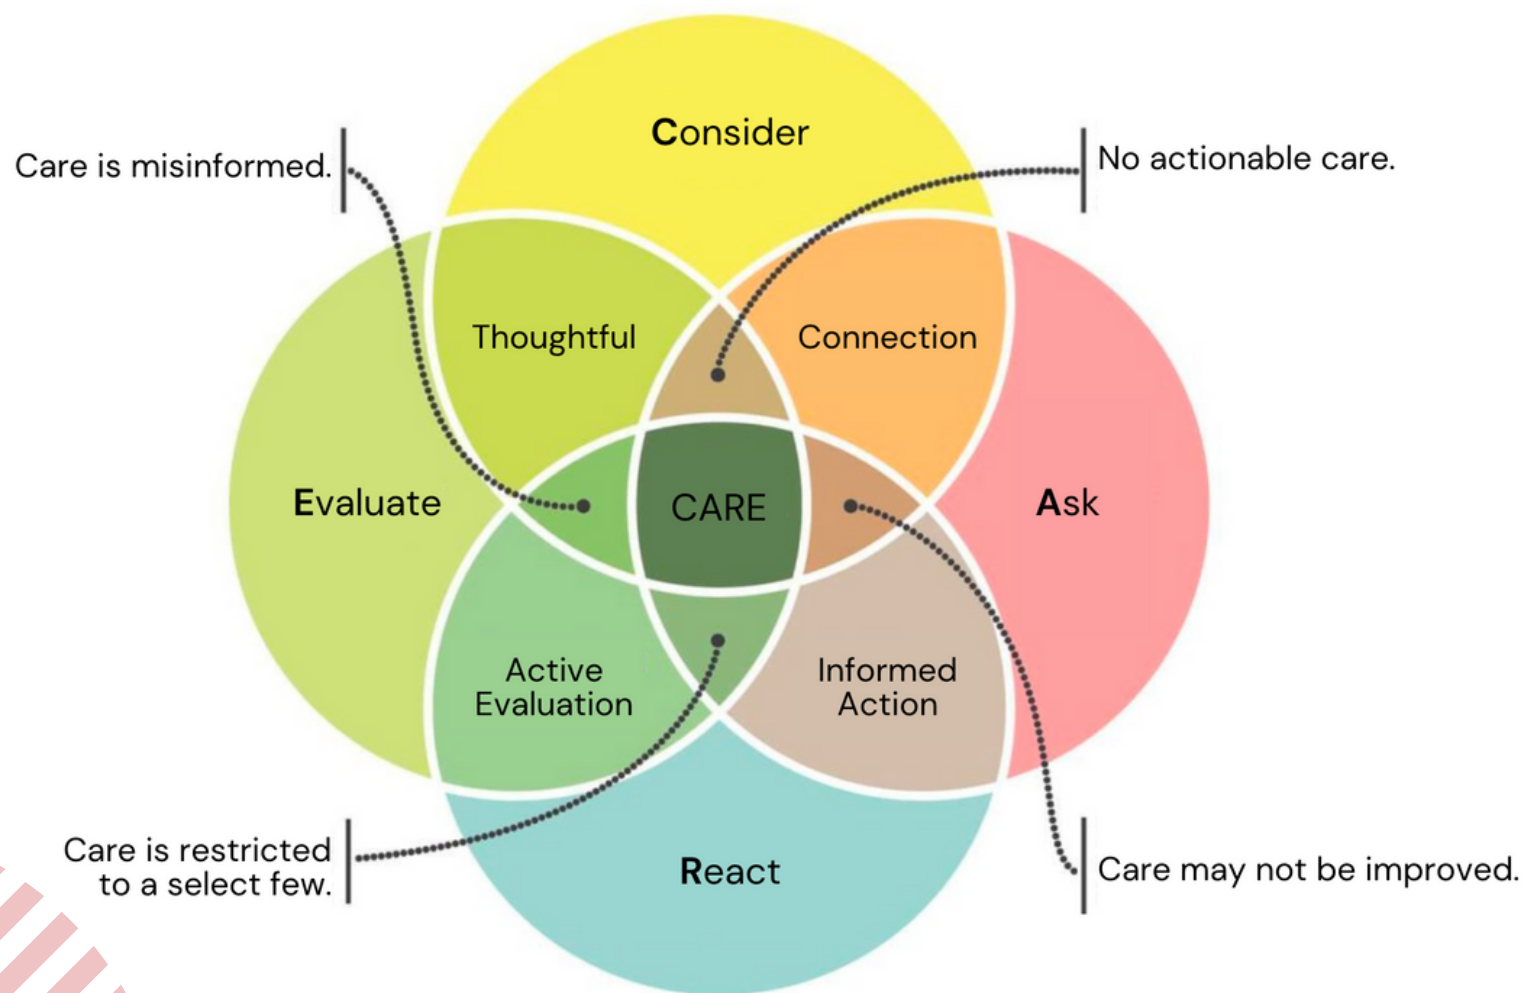 Consider
Care is misinformed.
No actionable care.
Thoughtful
Connection
Evaluate
CARE
Ask
Active
Evaluation
Informed
Action
Care is restricted
to a select few.
React
Care may not be improved.